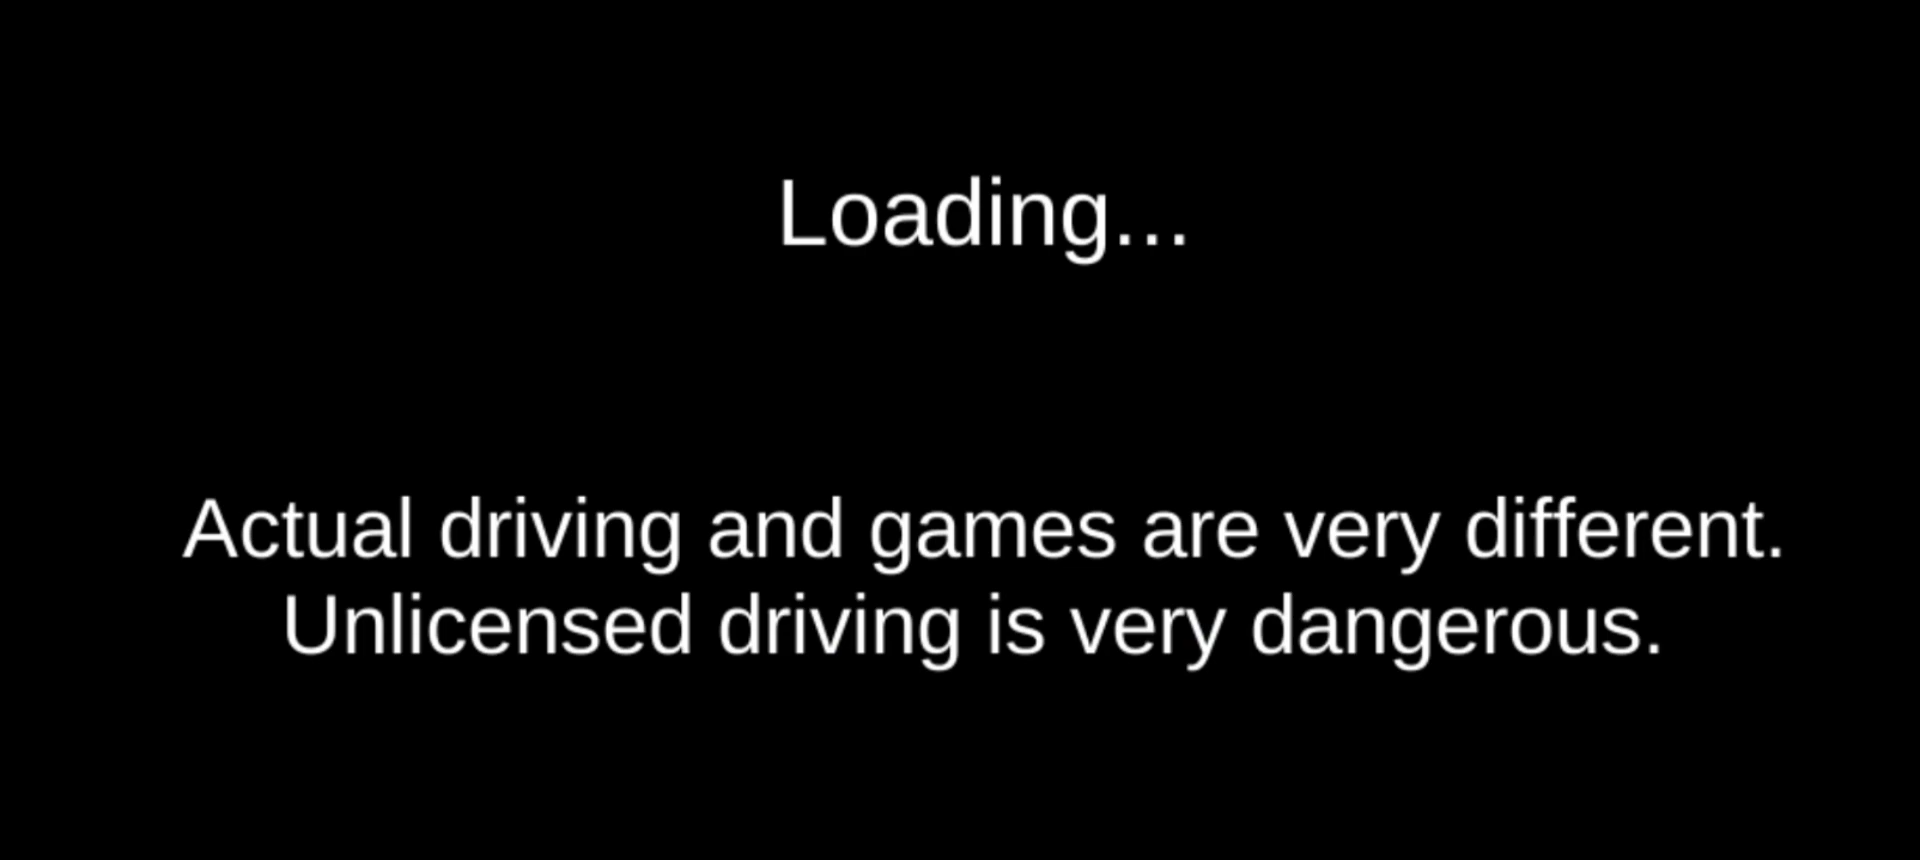 Loading...
Actual driving and games are very different.
Unlicensed driving is very dangerous.